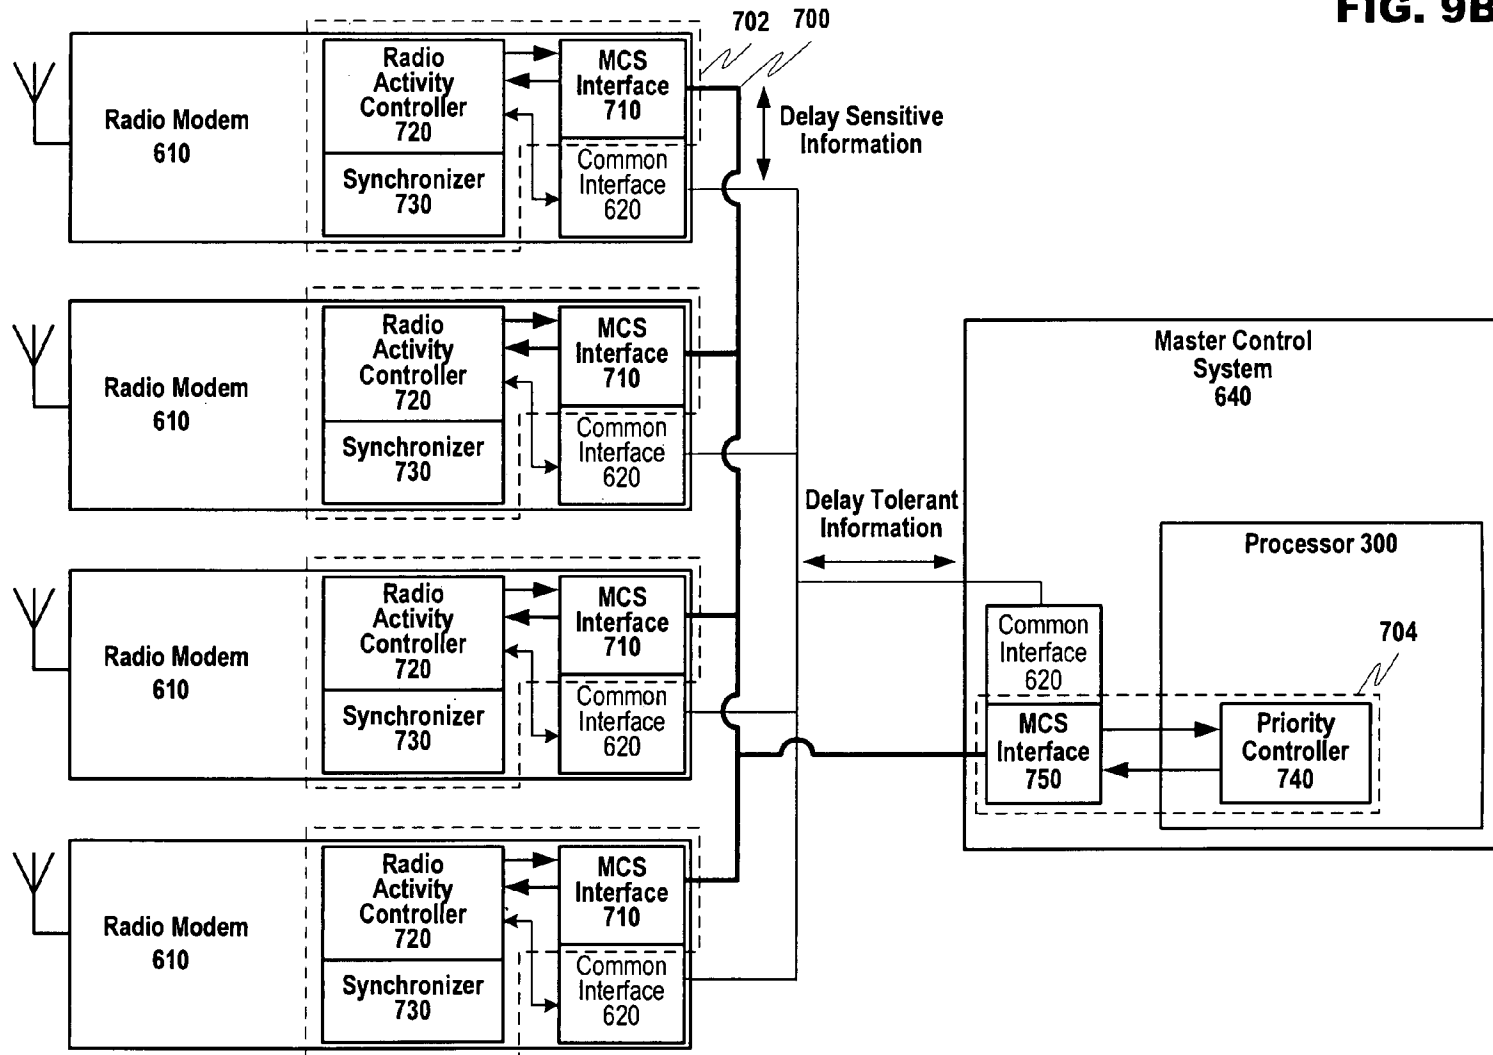 FIG. 9B
702 700
Radio Modem
610
Radio
Activity
Controller
720
Synchronizer
730
MCS
Interface
710
Common
Interface
620
Delay Sensitive
Information
Radio Modem
610
Radio
Activity
Controller
720
Synchronizer
730
MCS
Interface
710
Common
Interface
620
Delay Tolerant
Information
Master Control
System
640
Processor 300
704
Common
Interface
620
MCS
Interface
750
Priority
Controller
740
Radio Modem
610
Radio
Activity
Controller
720
Synchronizer
730
MCS
Interface
710
Common
Interface
620
Radio Modem
610
Radio
Activity
Controller
720
Synchronizer
730
MCS
Interface
710
Common
Interface
620